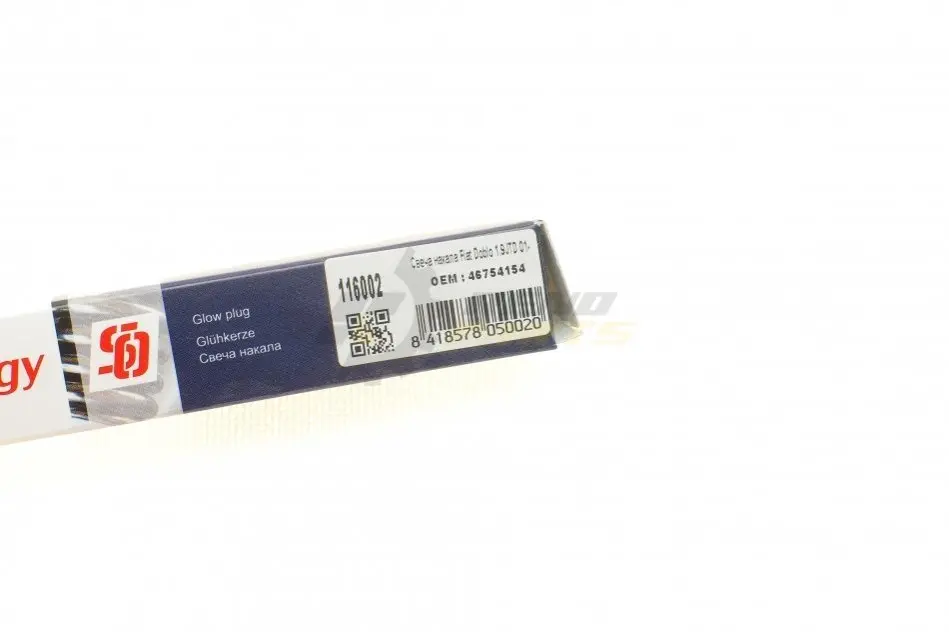 gy
Glow plug
Glühkerze
Свеча накала
116002
Свеча накала Fiat Doblo 1.9JTD 01-
OEM : 46754154
8 418578 050020